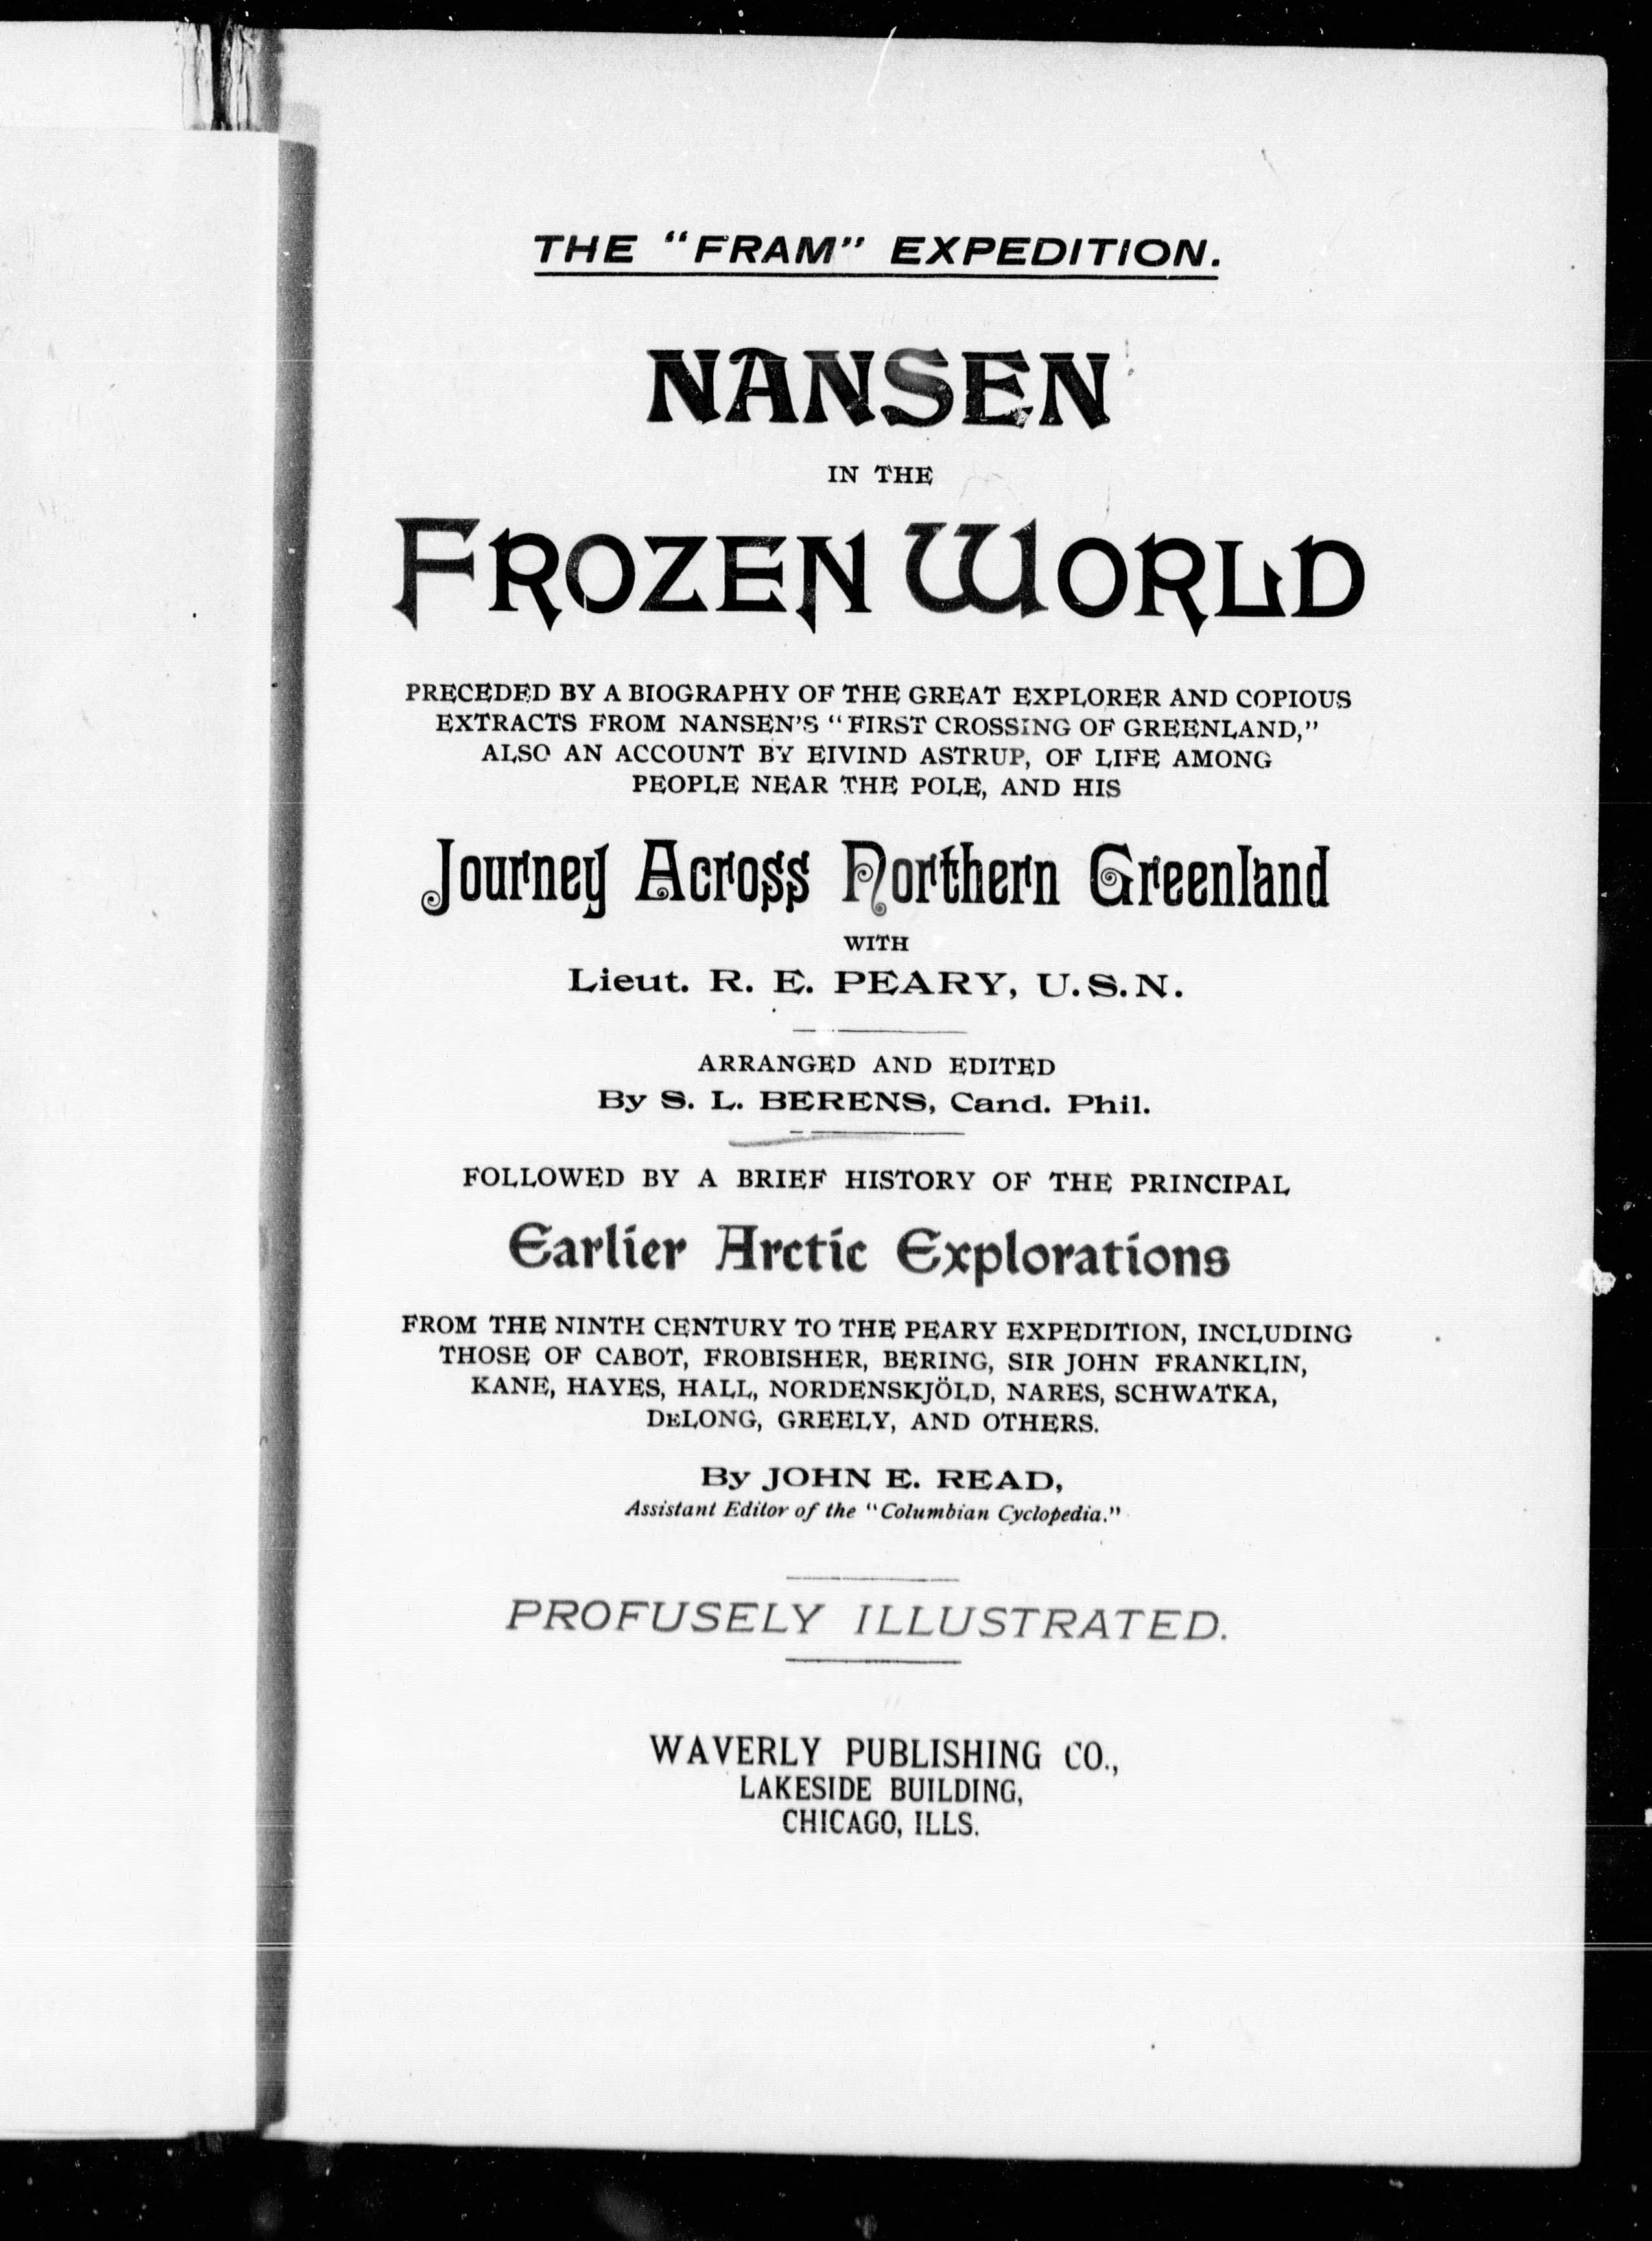 THE "FRAM" EXPEDITION.
NANSEN
IN THE
FROZEN WORLD
PRECEDED BY A BIOGRAPHY OF THE GREAT EXPLORER AND COPIOUS
EXTRACTS FROM NANSEN'S "FIRST CROSSING OF GREENLAND,"
ALSO AN ACCOUNT BY EIVIND ASTRUP, OF LIFE AMONG
PEOPLE NEAR THE POLE, AND HIS
Journey Across Northern Greenland
WITH
Lieut. R. E. PEARY, U.S.N.
ARRANGED AND EDITED
By S. L. BERENS, Cand. Phil.
FOLLOWED BY A BRIEF HISTORY OF THE PRINCIPAL
Earlier Arctic Explorations
FROM THE NINTH CENTURY TO THE PEARY EXPEDITION, INCLUDING
THOSE OF CABOT, FROBISHER, BERING, SIR JOHN FRANKLIN,
KANE, HAYES, HALL, NORDENSKJÖLD, NARES, SCHWATKA,
DeLONG, GREELY, AND OTHERS.
By JOHN E. READ,
Assistant Editor of the "Columbian Cyclopedia."
PROFUSELY ILLUSTRATED.
WAVERLY PUBLISHING CO.,
LAKESIDE BUILDING,
CHICAGO, ILLS.